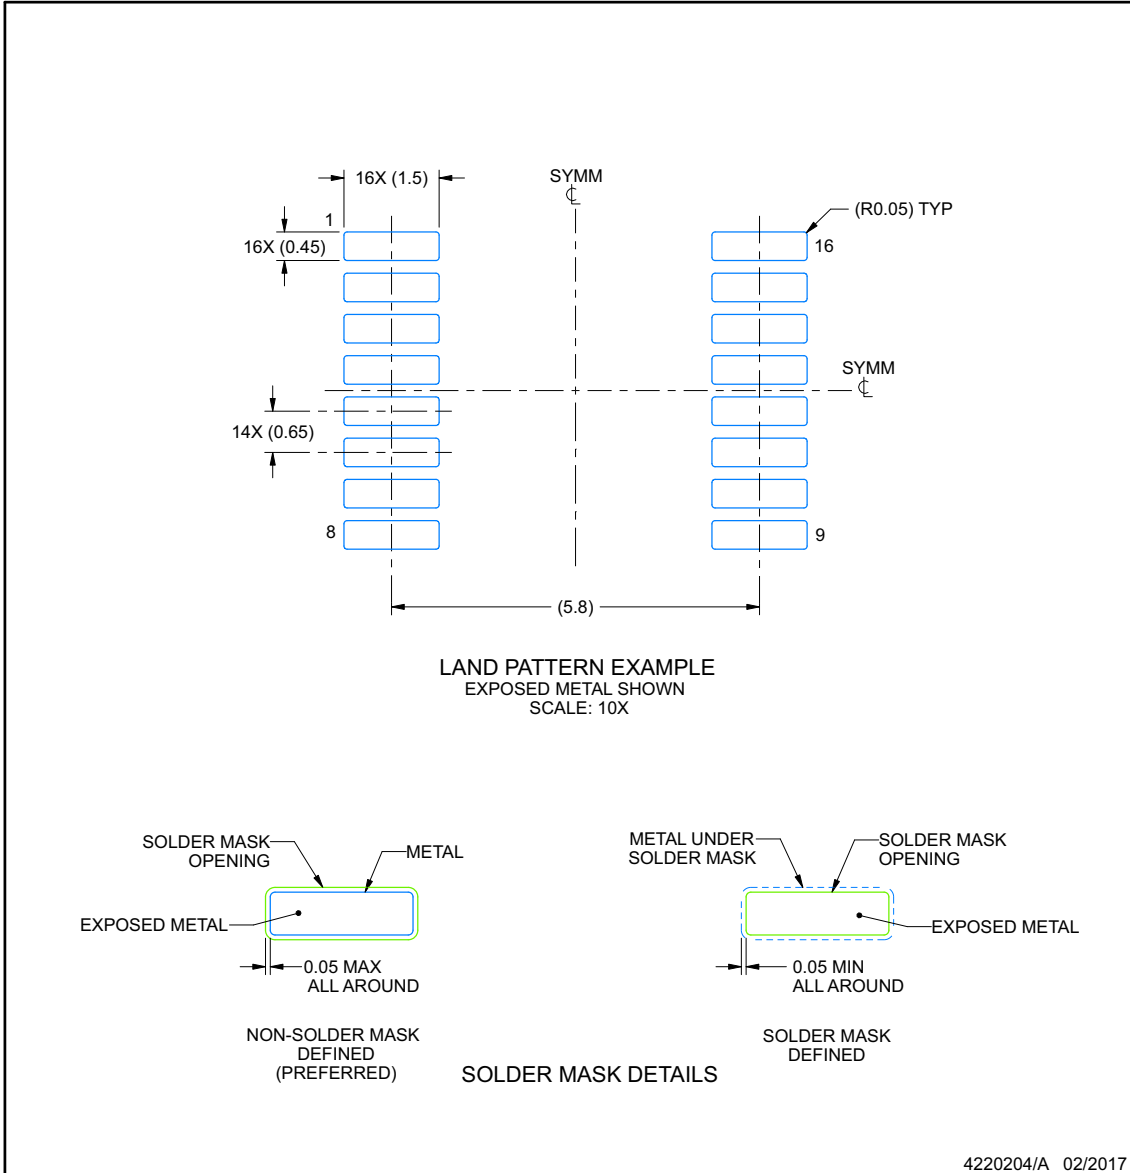 16X (1.5)
SYMM
℄
(R0.05) TYP
1
16X (0.45)
16
SYMM
℄
14X (0.65)
8
9
(5.8)
LAND PATTERN EXAMPLE
EXPOSED METAL SHOWN
SCALE: 10X
SOLDER MASK
OPENING
METAL
EXPOSED METAL
0.05 MAX
ALL AROUND
NON-SOLDER MASK
DEFINED
(PREFERRED)
METAL UNDER
SOLDER MASK
SOLDER MASK
OPENING
EXPOSED METAL
0.05 MIN
ALL AROUND
SOLDER MASK
DEFINED
SOLDER MASK DETAILS
4220204/A 02/2017